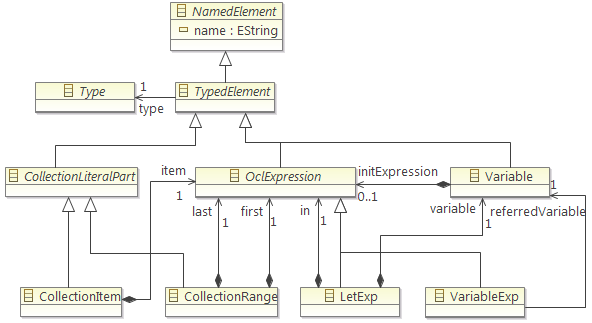 NamedElement
name : EString
Type
1
type
TypedElement
CollectionLiteralPart
item
1
OclExpression
initExpression
0..1
Variable
1
last
first
in
variable
referredVariable
1
1
1
1
CollectionItem
CollectionRange
LetExp
VariableExp